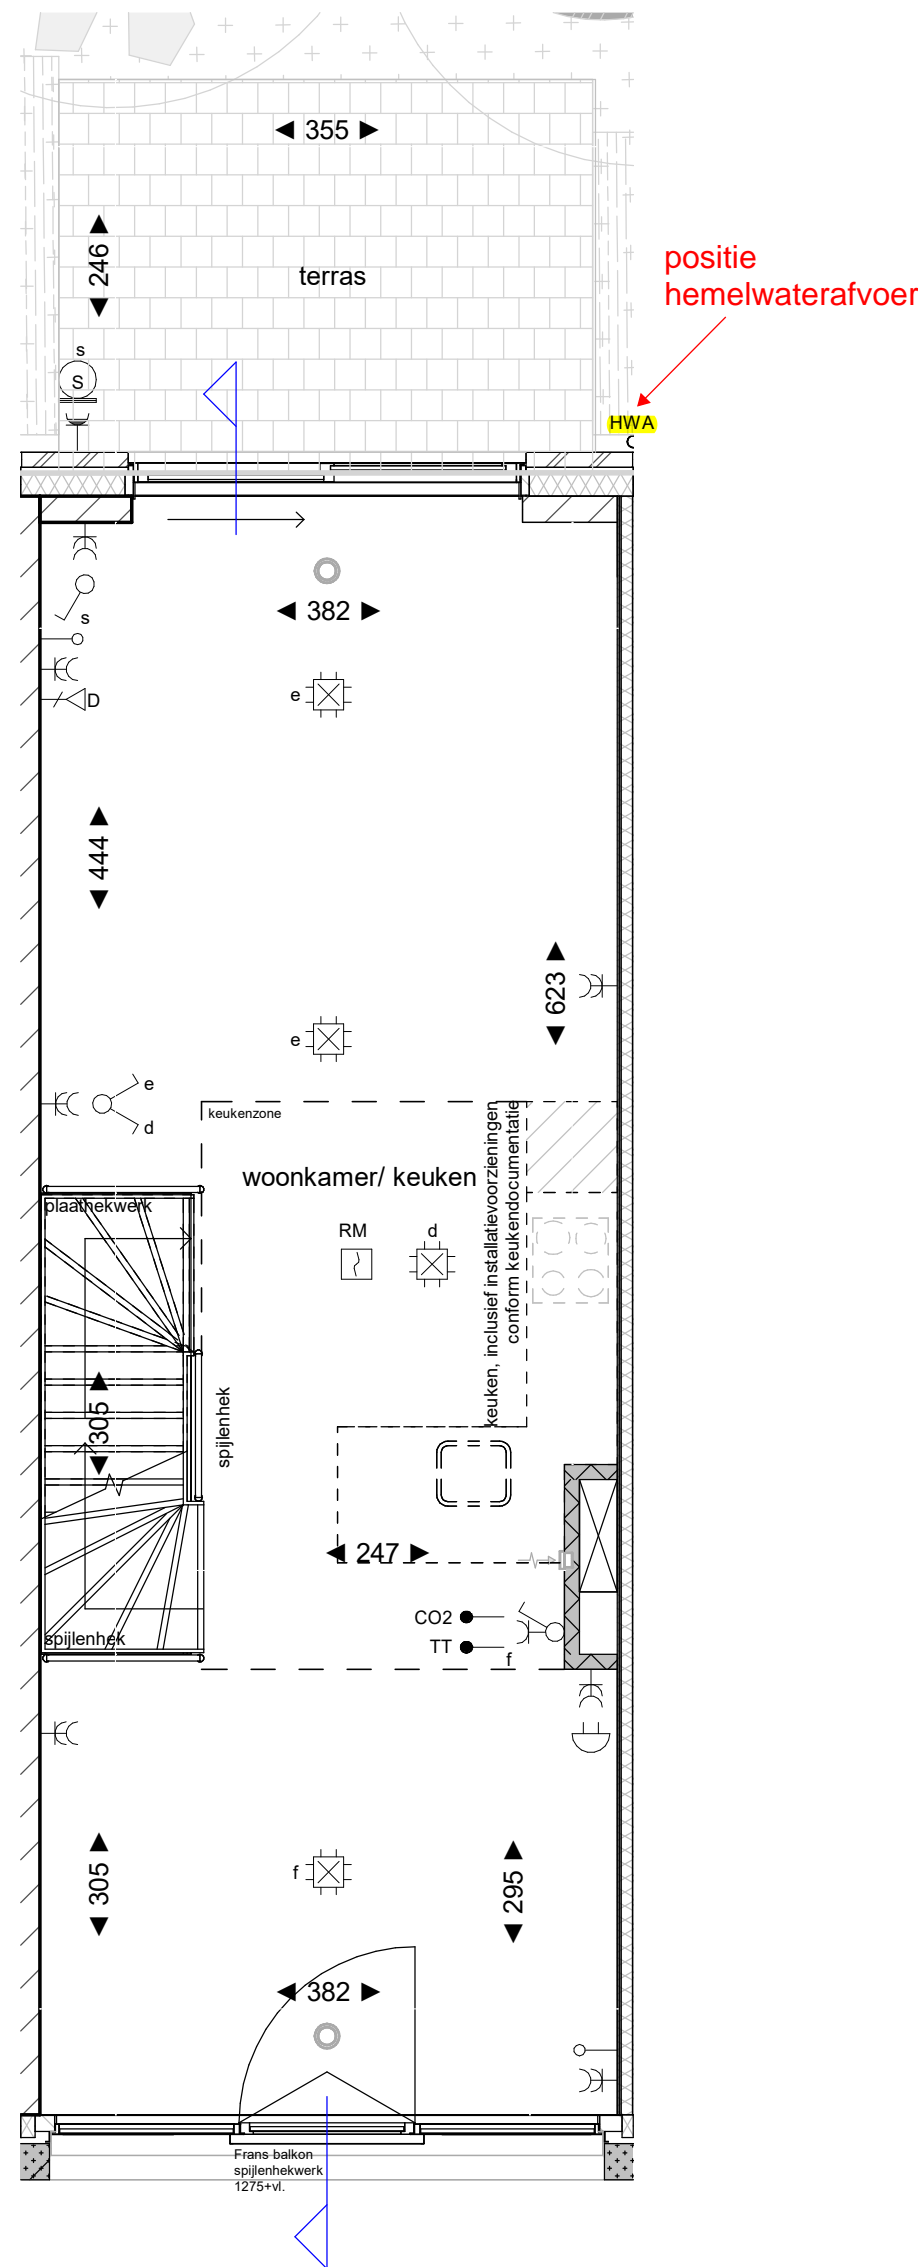 355
246
terras
positie
hemelwaterafvoer
s
S
HWA
382
s
e
D
444
623
e
e
d
keukenzone
woonkamer/ keuken
keuken, inclusief installatievoorzieningen
conform keukendocumentatie
plaathekwerk
RM
d
305
spijlenhek
247
CO2
TT
f
spijlenhek
305
f
295
382
Frans balkon
spijlenhekwerk
1275+vl.